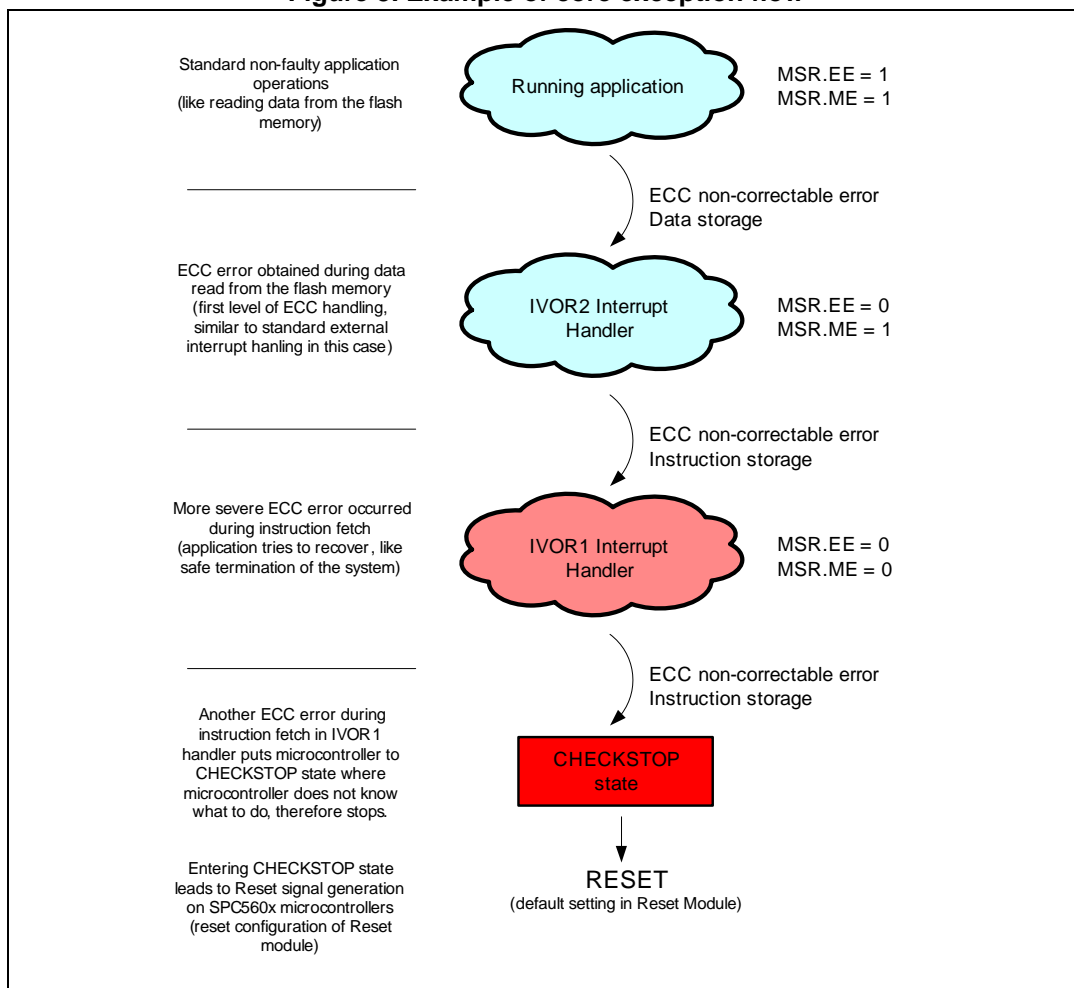 Standard non-faulty application
operations
(like reading data from the flash
memory)
Running application
MSR.EE = 1
MSR.ME = 1
ECC non-correctable error
Data storage
ECC error obtained during data
read from the flash memory
(first level of ECC handling,
similar to standard external
interrupt hanling in this case)
IVOR2 Interrupt
Handler
MSR.EE = 0
MSR.ME = 1
ECC non-correctable error
Instruction storage
More severe ECC error occurred
during instruction fetch
(application tries to recover, like
safe termination of the system)
IVOR1 Interrupt
Handler
MSR.EE = 0
MSR.ME = 0
ECC non-correctable error
Instruction storage
Another ECC error during
instruction fetch in IVOR1
handler puts microcontroller to
CHECKSTOP state where
microcontroller does not know
what to do, therefore stops.
CHECKSTOP
state
Entering CHECKSTOP state
leads to Reset signal generation
on SPC560x microcontrollers
(reset configuration of Reset
module)
RESET
(default setting in Reset Module)